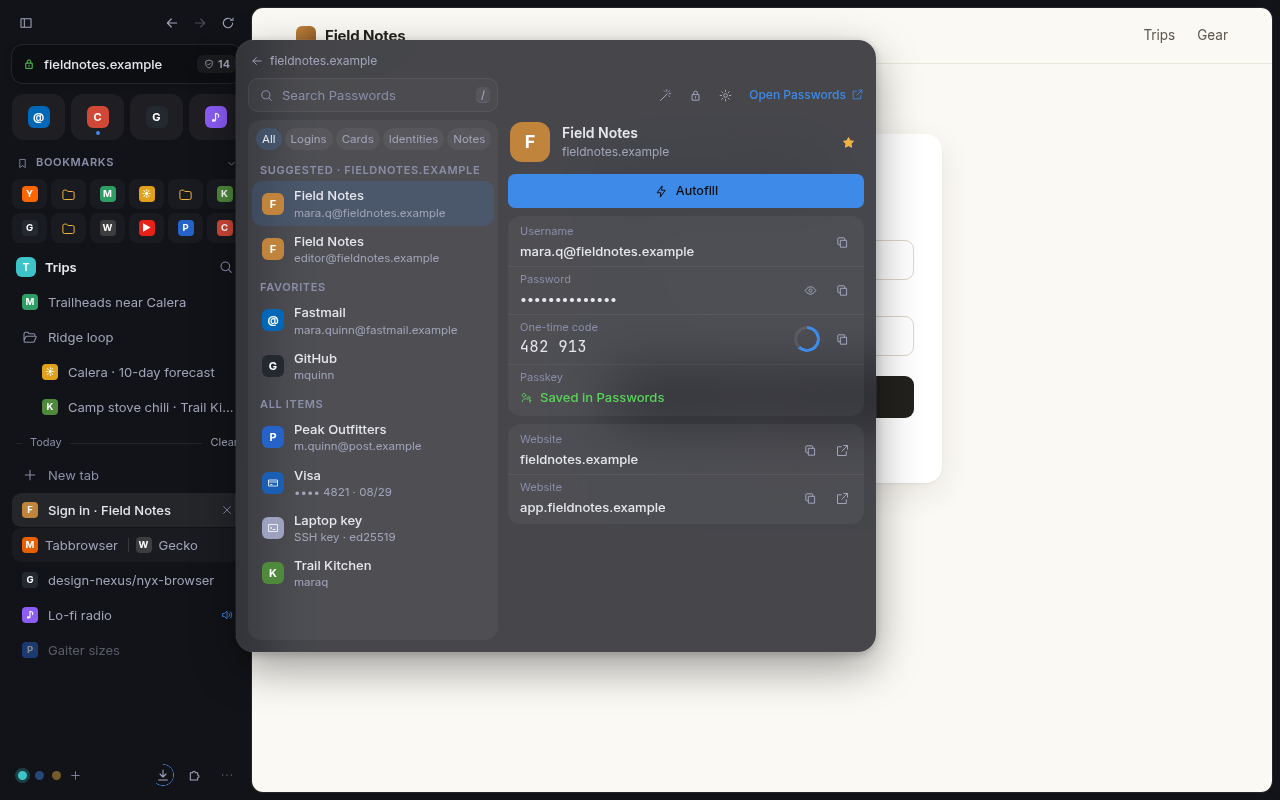 fieldnotes.example
14
@
C
G
BOOKMARKS
Y
M
K
G
W
P
C
T
Trips
M
Trailheads near Calera
Ridge loop
Calera · 10-day forecast
K
Camp stove chili · Trail Ki...
Today
Clear
New tab
F
Sign in · Field Notes
M
Tabbrowser
W
Gecko
G
design-nexus/nyx-browser
Lo-fi radio
P
Gaiter sizes
Field Notes
Trips
Gear
fieldnotes.example
Search Passwords
/
Open Passwords
All
Logins
Cards
Identities
Notes
SUGGESTED · FIELDNOTES.EXAMPLE
F
Field Notes
mara.q@fieldnotes.example
F
Field Notes
editor@fieldnotes.example
FAVORITES
@
Fastmail
mara.quinn@fastmail.example
G
GitHub
mquinn
ALL ITEMS
P
Peak Outfitters
m.quinn@post.example
Visa
•••• 4821 · 08/29
Laptop key
SSH key · ed25519
K
Trail Kitchen
maraq
F
Field Notes
fieldnotes.example
Autofill
Username
mara.q@fieldnotes.example
Password
••••••••••••••
One-time code
482 913
Passkey
Saved in Passwords
Website
fieldnotes.example
Website
app.fieldnotes.example